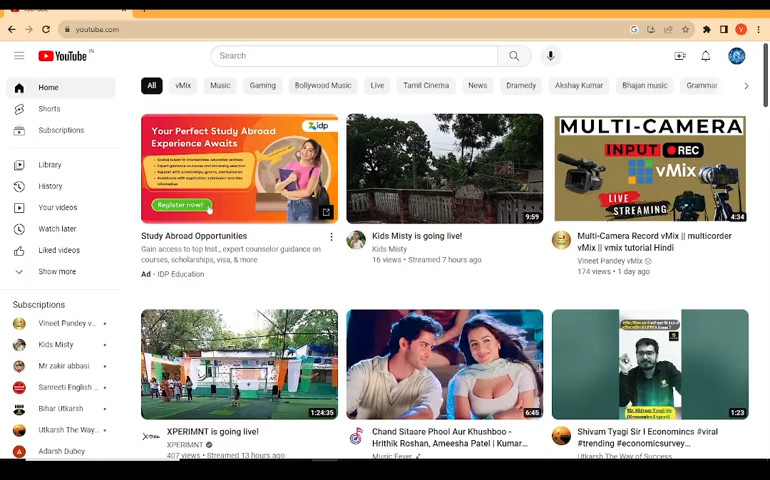 youtube.com
V
YouTube IN
Search
Home
Shorts
Subscriptions
Library
History
Your videos
Watch later
Liked videos
Show more
Subscriptions
Vineet Pandey v...
Kids Misty
Mr zakir abbasi
Sanreeti English ...
Bihar Utkarsh
Utkarsh The Way...
Adarsh Dubey
All
vMix
Music
Gaming
Bollywood Music
Live
Tamil Cinema
News
Dramedy
Akshay Kumar
Bhajan music
Grammar
Your Perfect Study Abroad
Experience Awaits
idp
Register now!
Study Abroad Opportunities
Gain access to top Inst., expert counselor guidance on
courses, scholarships, visa, & more
Ad · IDP Education
9:59
Kids Misty is going live!
Kids Misty
16 views • Streamed 7 hours ago
MULTI-CAMERA
INPUT REC
vMix
LIVE
STREAMING
4:34
Multi-Camera Record vMix || multicorder
vMix || vmix tutorial Hindi
Vineet Pandey vMix
174 views • 1 day ago
1:24:35
XPERIMNT is going live!
XPERIMNT
407 views • Streamed 13 hours ago
6:45
Chand Sitaare Phool Aur Khushboo -
Hrithik Roshan, Ameesha Patel | Kumar...
Music Fever
Mr. Shivam Tyagi Sir
1:23
Shivam Tyagi Sir I Economincs #viral
#trending #economicsurvey...
Utkarsh The Way of Success